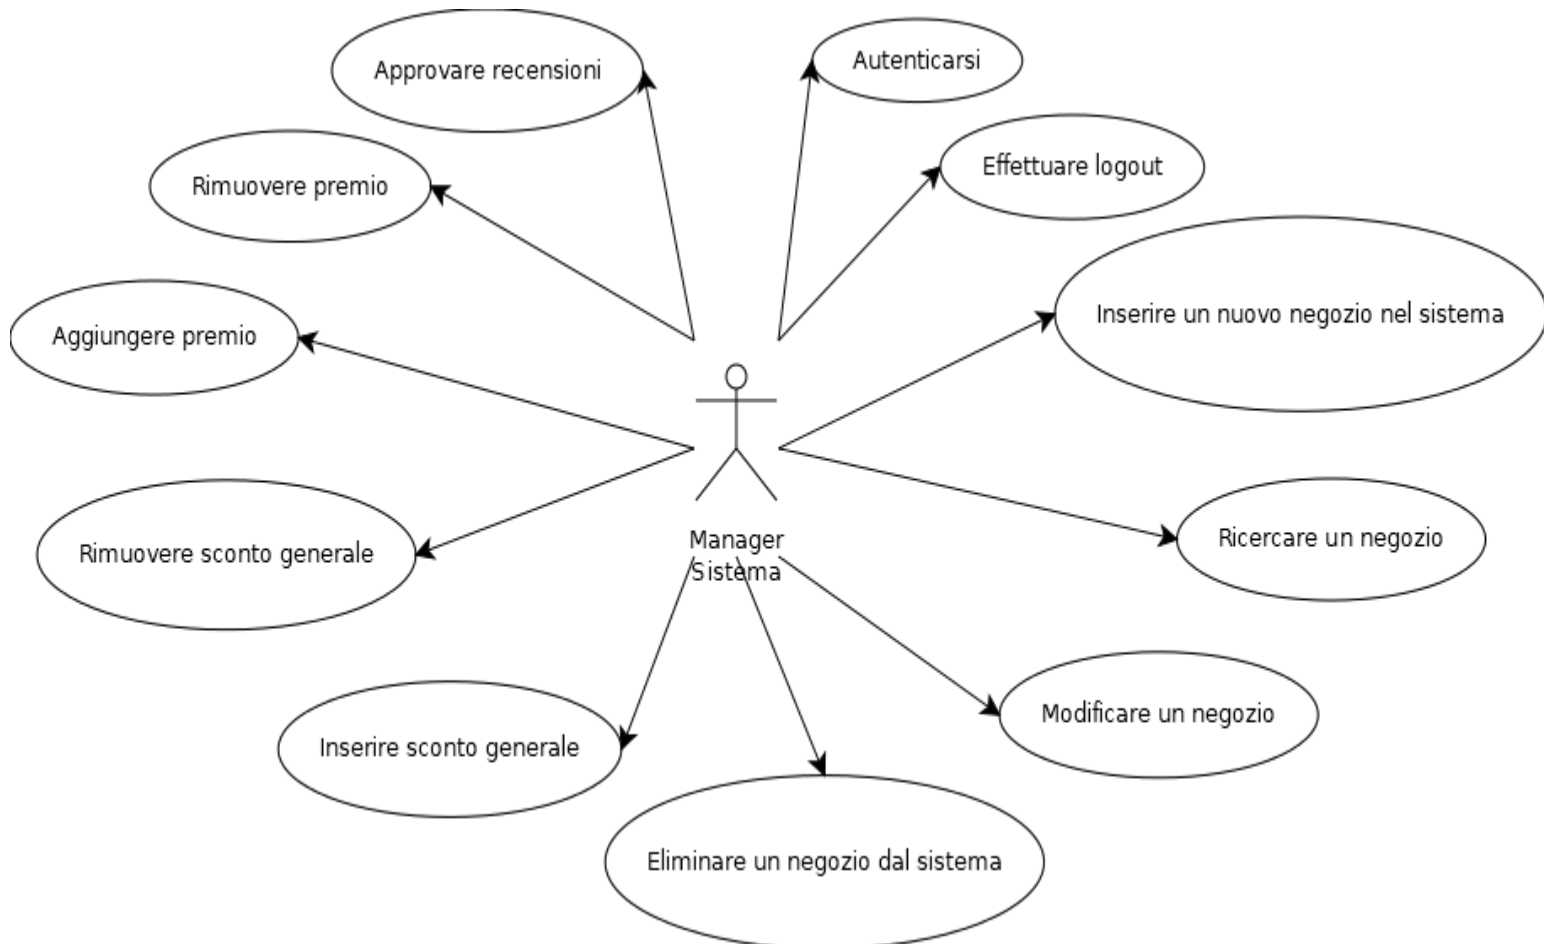 Autenticarsi
Approvare recensioni
Effettuare logout
Rimuovere premio
Inserire un nuovo negozio nel sistema
Aggiungere premio
Ricercare un negozio
Manager
Sistema
Rimuovere sconto generale
Modificare un negozio
Inserire sconto generale
Eliminare un negozio dal sistema